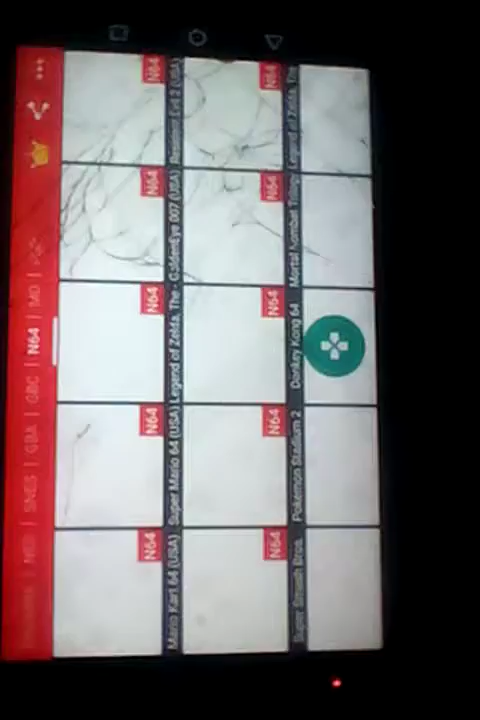 NES | SNES | GBA | GBC | N64 | MD |
N64 N64 N64 N64 N64
Mario Kart 64 (USA) Super Mario 64 (USA) Legend of Zelda, The - GoldenEye 007 (USA) Resident Evil 2 (USA)
N64 N64 N64 N64 N64
Super Smash Bros. Pokemon Stadium 2 Donkey Kong 64 Mortal Kombat Trilogy Legend of Zelda, The